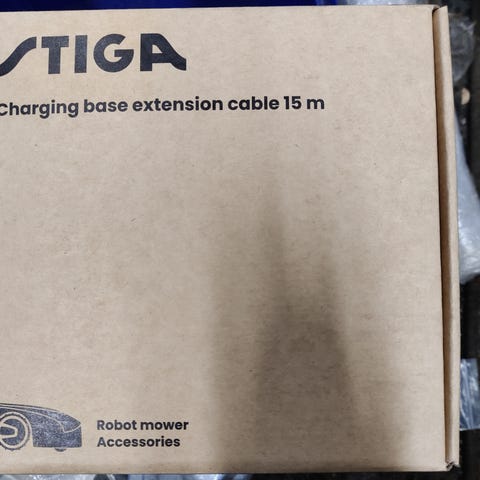 STIGA
Charging base extension cable 15 m
Robot mower
Accessories